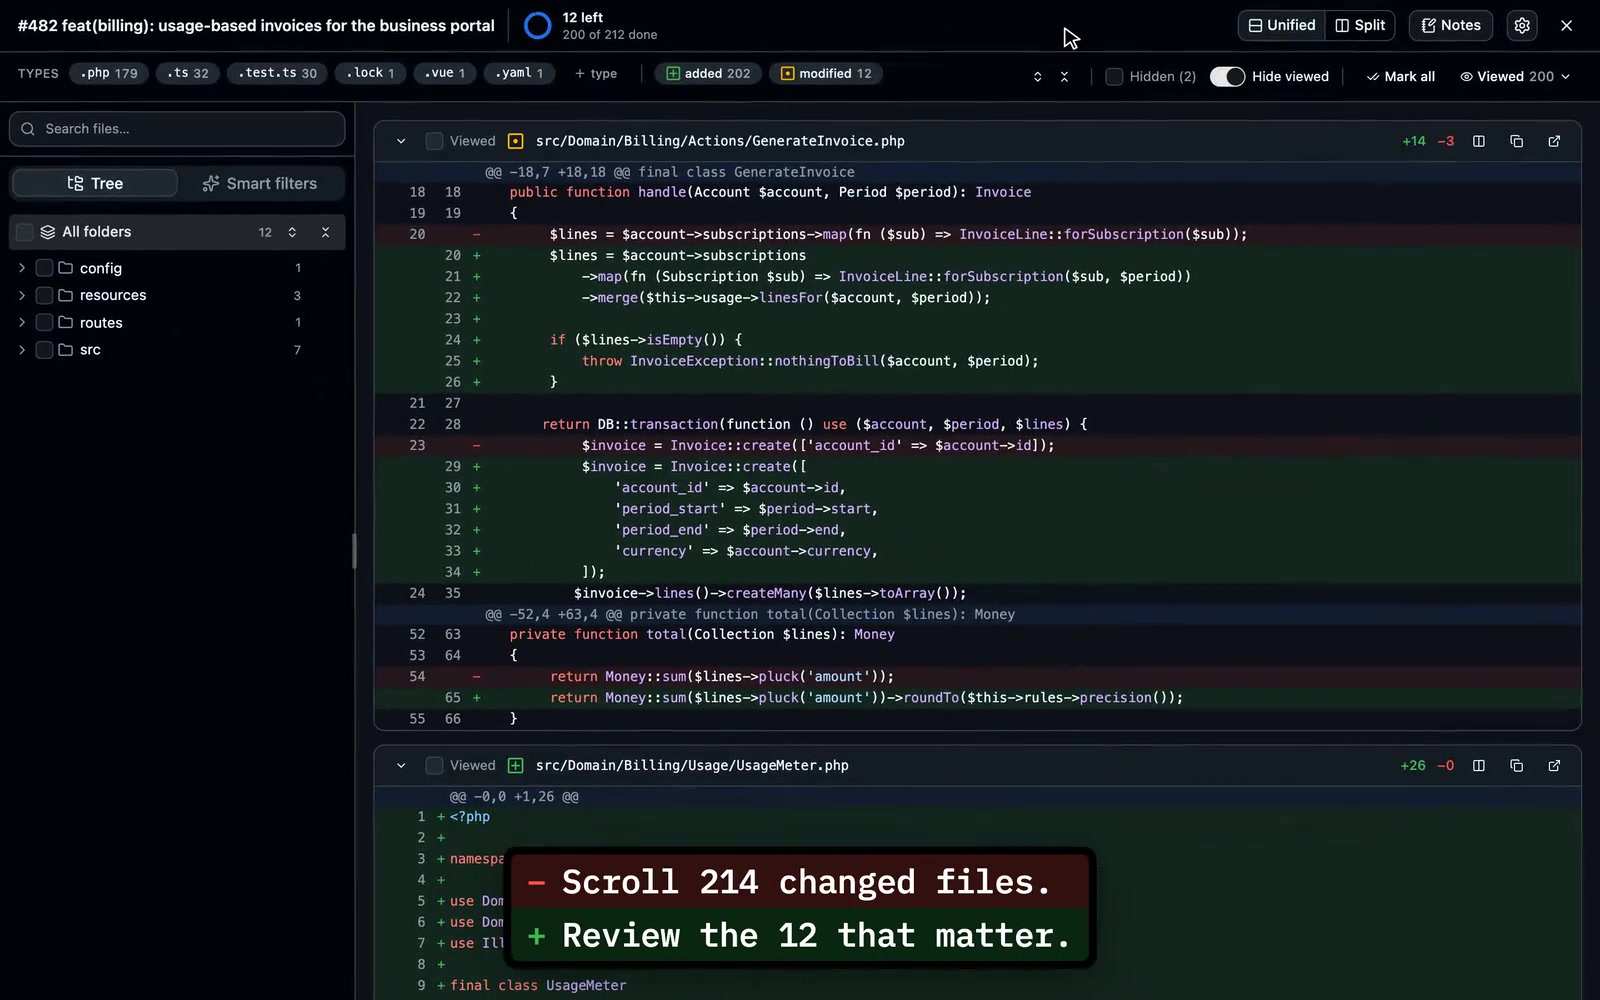 #482 feat(billing): usage-based invoices for the business portal
12 left
200 of 212 done
Unified
Split
Notes
TYPES .php 179 .ts 32 .test.ts 30 .lock 1 .vue 1 .yaml 1 + type added 202 modified 12
Hidden (2) Hide viewed Mark all Viewed 200
Search files...
Tree Smart filters
All folders 12
config 1
resources 3
routes 1
src 7
Viewed src/Domain/Billing/Actions/GenerateInvoice.php +14 −3
@@ −18,7 +18,18 @@ final class GenerateInvoice
18 18 public function handle(Account $account, Period $period): Invoice
19 19 {
20 − $lines = $account->subscriptions->map(fn ($sub) => InvoiceLine::forSubscription($sub));
20 + $lines = $account->subscriptions
21 + ->map(fn (Subscription $sub) => InvoiceLine::forSubscription($sub, $period))
22 + ->merge($this->usage->linesFor($account, $period));
23 +
24 + if ($lines->isEmpty()) {
25 + throw InvoiceException::nothingToBill($account, $period);
26 + }
21 27
22 28 return DB::transaction(function () use ($account, $period, $lines) {
23 − $invoice = Invoice::create(['account_id' => $account->id]);
29 + $invoice = Invoice::create([
30 + 'account_id' => $account->id,
31 + 'period_start' => $period->start,
32 + 'period_end' => $period->end,
33 + 'currency' => $account->currency,
34 + ]);
24 35 $invoice->lines()->createMany($lines->toArray());
@@ −52,4 +63,4 @@ private function total(Collection $lines): Money
52 63 private function total(Collection $lines): Money
53 64 {
54 − return Money::sum($lines->pluck('amount'));
65 + return Money::sum($lines->pluck('amount'))->roundTo($this->rules->precision());
55 66 }
Viewed src/Domain/Billing/Usage/UsageMeter.php +26 −0
@@ −0,0 +1,26 @@
1 + <?php
2 +
3 + namespa
4 +
5 + use Dom
6 + use Dom
7 + use Ill
8 +
9 + final class UsageMeter
− Scroll 214 changed files.
+ Review the 12 that matter.